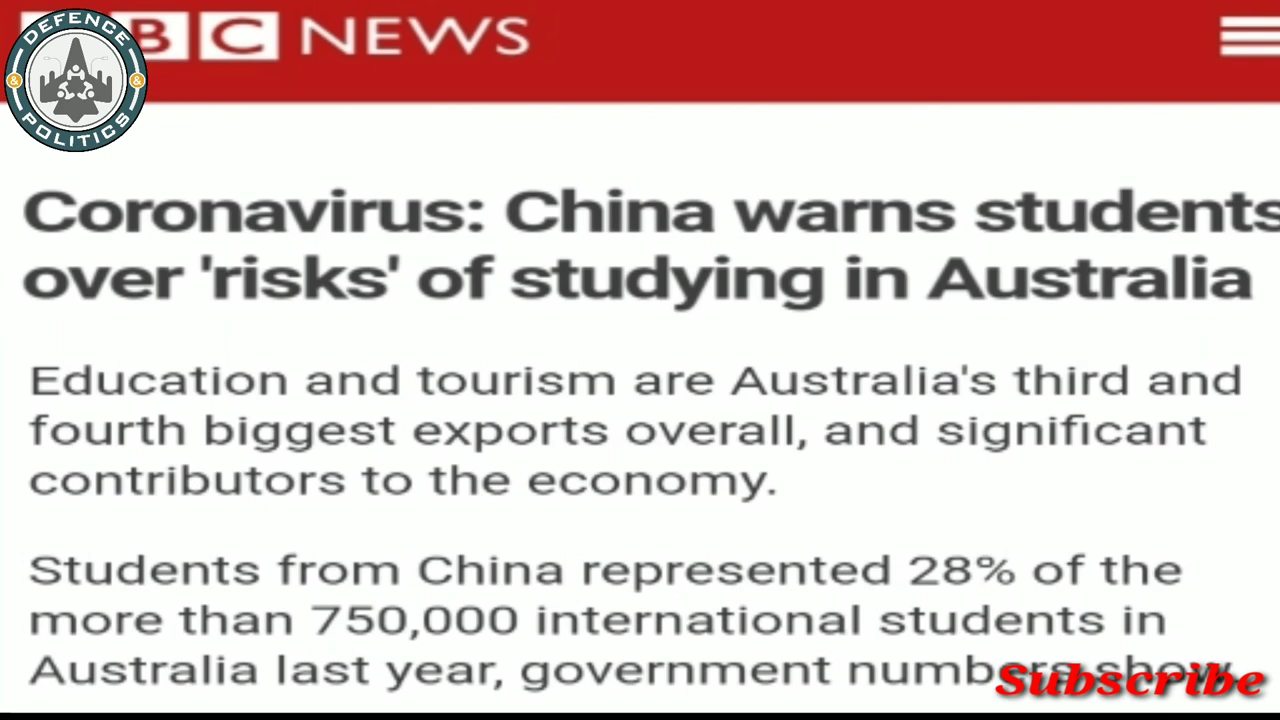 DEFENCE
& &
POLITICS
B C NEWS
Coronavirus: China warns students
over 'risks' of studying in Australia
Education and tourism are Australia's third and
fourth biggest exports overall, and significant
contributors to the economy.
Students from China represented 28% of the
more than 750,000 international students in
Australia last year, government numbers show.
Subscribe